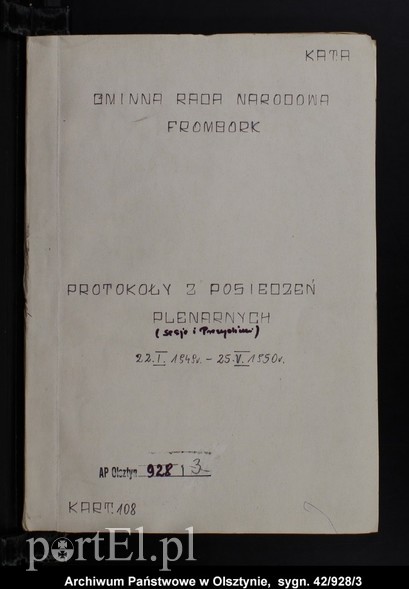 KATA
GMINNA RADA NARODOWA
FROMBORK
PROTOKOŁY Z POSIEDZEŃ
PLENARNYCH
(sesje i Prezydium)
22.I.1949r. – 25.V.1950r.
AP Olsztyn 928 / 3
KART: 108
portEl.pl
Archiwum Państwowe w Olsztynie, sygn. 42/928/3